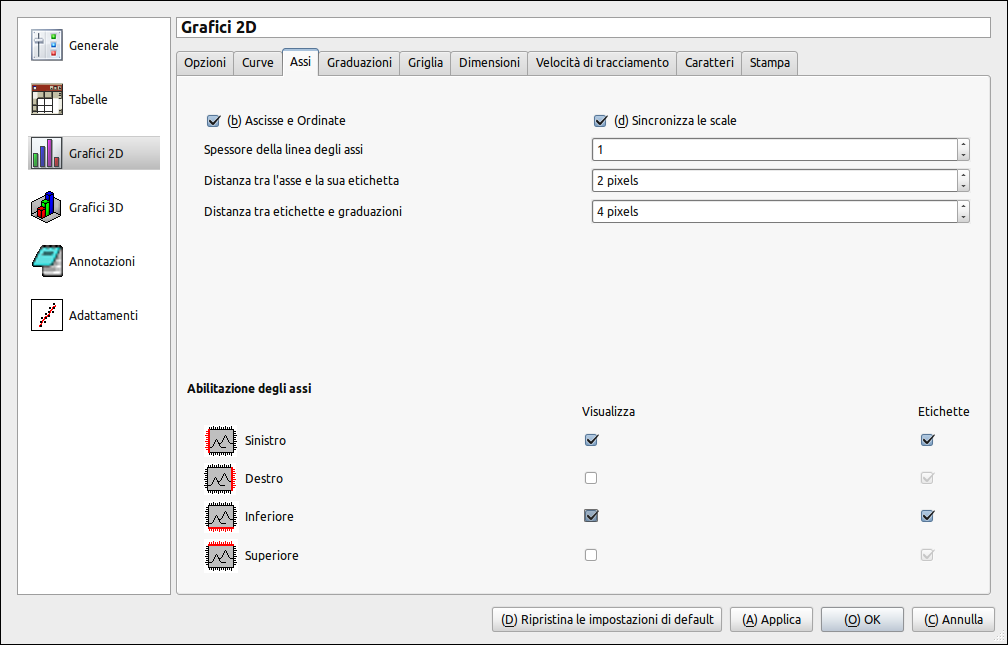 Generale
Tabelle
Grafici 2D
Grafici 3D
Annotazioni
Adattamenti
Grafici 2D
Opzioni Curve Assi Graduazioni Griglia Dimensioni Velocità di tracciamento Caratteri Stampa
(b) Ascisse e Ordinate (d) Sincronizza le scale
Spessore della linea degli assi 1
Distanza tra l'asse e la sua etichetta 2 pixels
Distanza tra etichette e graduazioni 4 pixels
Abilitazione degli assi
Visualizza Etichette
Sinistro
Destro
Inferiore
Superiore
(D) Ripristina le impostazioni di default (A) Applica (O) OK (C) Annulla